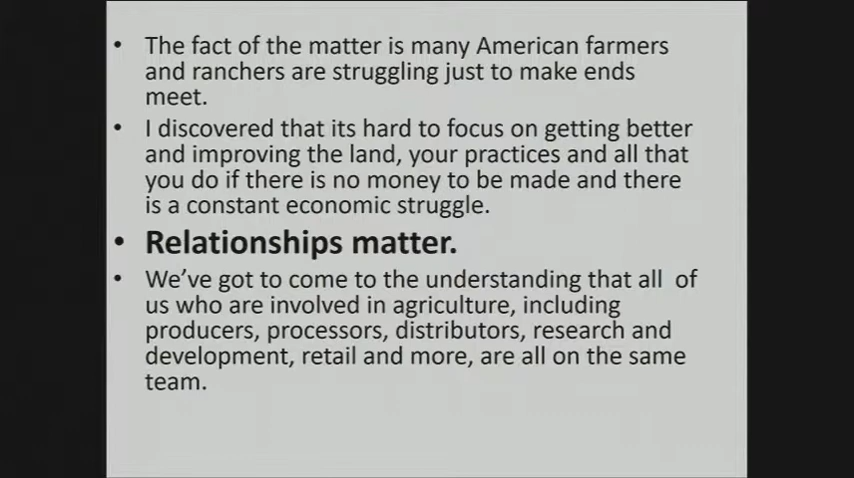 • The fact of the matter is many American farmers
and ranchers are struggling just to make ends
meet.
• I discovered that its hard to focus on getting better
and improving the land, your practices and all that
you do if there is no money to be made and there
is a constant economic struggle.
• Relationships matter.
• We’ve got to come to the understanding that all  of
us who are involved in agriculture, including
producers, processors, distributors, research and
development, retail and more, are all on the same
team.